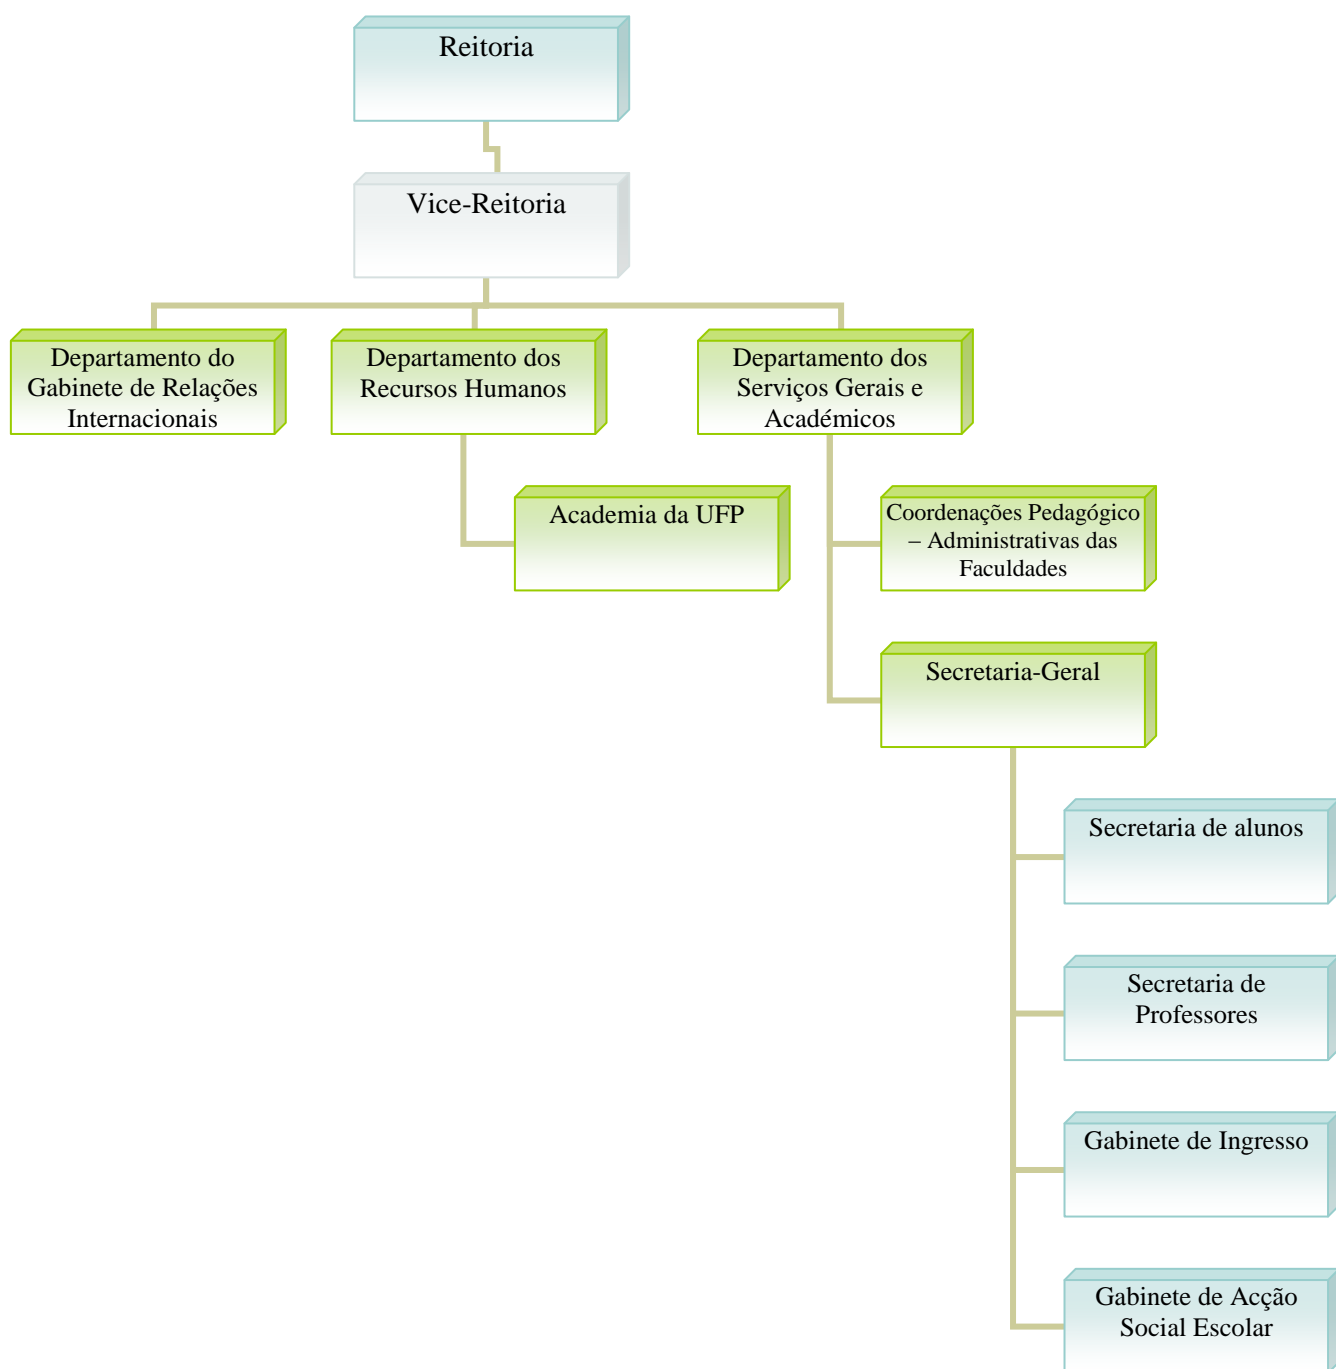 Reitoria
Vice-Reitoria
Departamento do
Gabinete de Relações
Internacionais
Departamento dos
Recursos Humanos
Departamento dos
Serviços Gerais e
Académicos
Academia da UFP
Coordenações Pedagógico
– Administrativas das
Faculdades
Secretaria-Geral
Secretaria de alunos
Secretaria de
Professores
Gabinete de Ingresso
Gabinete de Acção
Social Escolar